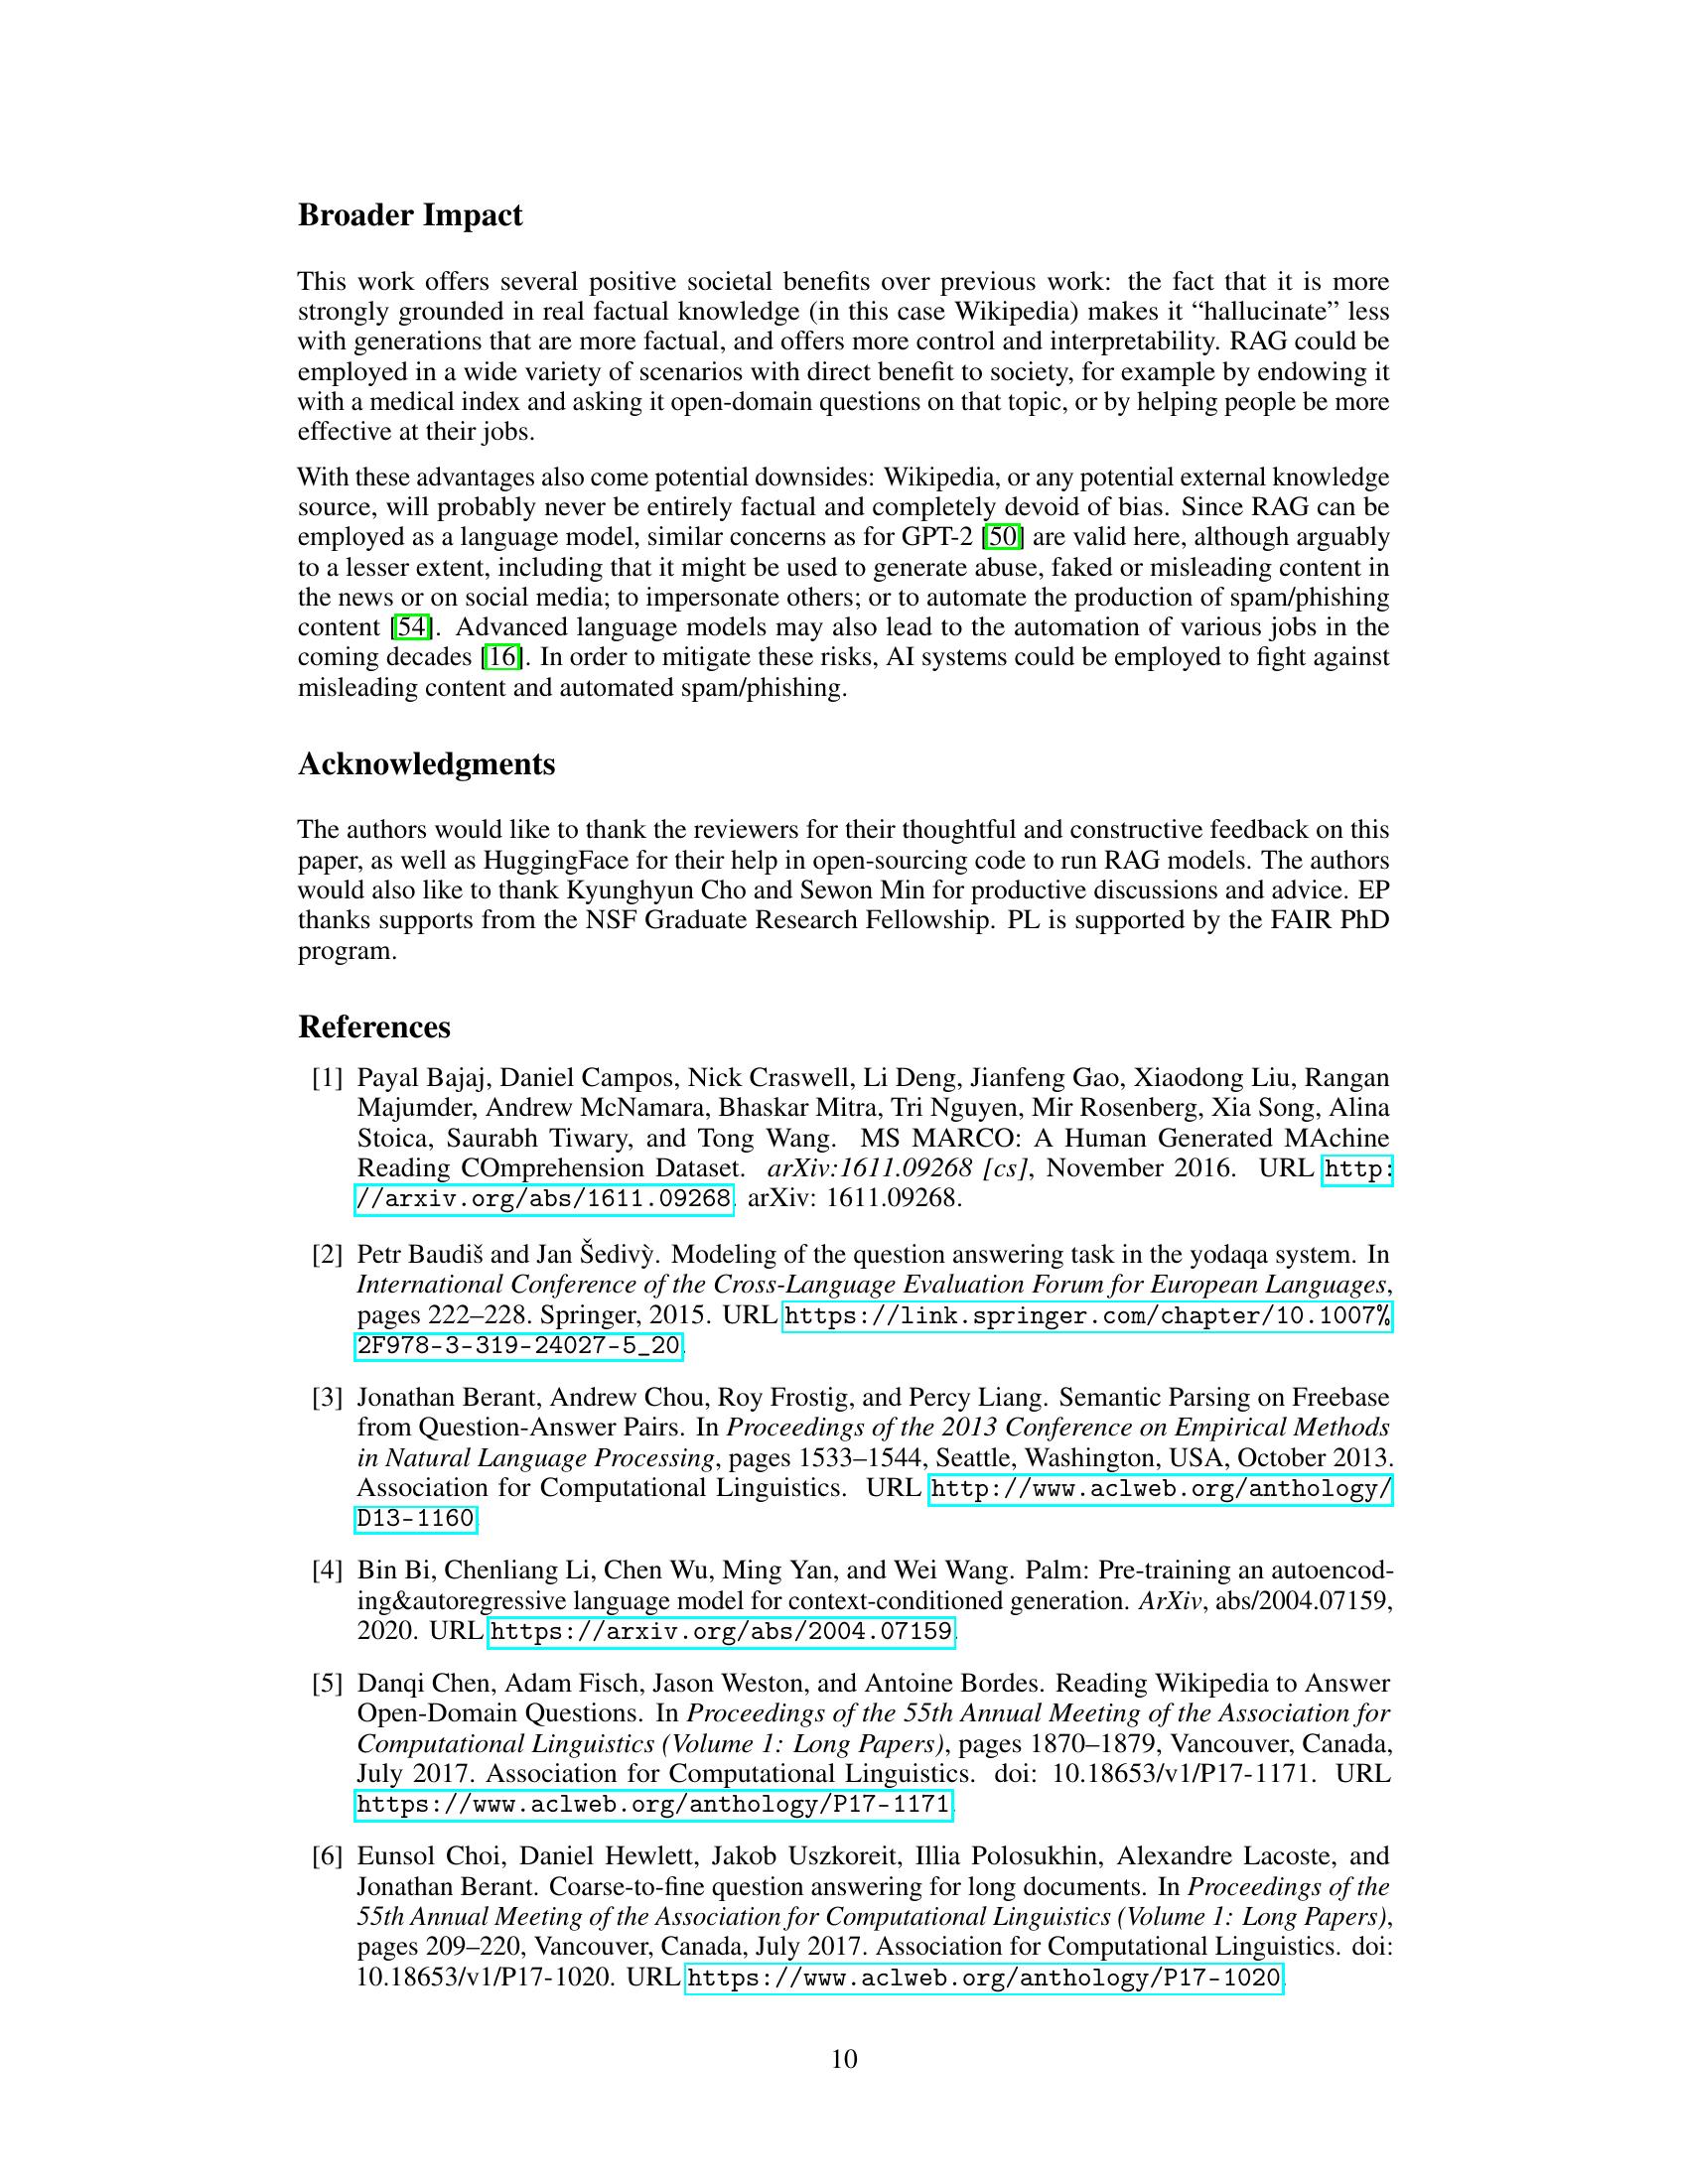 Broader Impact
This work offers several positive societal benefits over previous work: the fact that it is more
strongly grounded in real factual knowledge (in this case Wikipedia) makes it “hallucinate” less
with generations that are more factual, and offers more control and interpretability. RAG could be
employed in a wide variety of scenarios with direct benefit to society, for example by endowing it
with a medical index and asking it open-domain questions on that topic, or by helping people be more
effective at their jobs.
With these advantages also come potential downsides: Wikipedia, or any potential external knowledge
source, will probably never be entirely factual and completely devoid of bias. Since RAG can be
employed as a language model, similar concerns as for GPT-2 [50] are valid here, although arguably
to a lesser extent, including that it might be used to generate abuse, faked or misleading content in
the news or on social media; to impersonate others; or to automate the production of spam/phishing
content [54]. Advanced language models may also lead to the automation of various jobs in the
coming decades [16]. In order to mitigate these risks, AI systems could be employed to fight against
misleading content and automated spam/phishing.
Acknowledgments
The authors would like to thank the reviewers for their thoughtful and constructive feedback on this
paper, as well as HuggingFace for their help in open-sourcing code to run RAG models. The authors
would also like to thank Kyunghyun Cho and Sewon Min for productive discussions and advice. EP
thanks supports from the NSF Graduate Research Fellowship. PL is supported by the FAIR PhD
program.
References
[1] Payal Bajaj, Daniel Campos, Nick Craswell, Li Deng, Jianfeng Gao, Xiaodong Liu, Rangan
Majumder, Andrew McNamara, Bhaskar Mitra, Tri Nguyen, Mir Rosenberg, Xia Song, Alina
Stoica, Saurabh Tiwary, and Tong Wang. MS MARCO: A Human Generated MAchine
Reading COmprehension Dataset. arXiv:1611.09268 [cs], November 2016. URL http:
//arxiv.org/abs/1611.09268. arXiv: 1611.09268.
[2] Petr Baudiš and Jan Šedivỳ. Modeling of the question answering task in the yodaqa system. In
International Conference of the Cross-Language Evaluation Forum for European Languages,
pages 222–228. Springer, 2015. URL https://link.springer.com/chapter/10.1007%
2F978-3-319-24027-5_20.
[3] Jonathan Berant, Andrew Chou, Roy Frostig, and Percy Liang. Semantic Parsing on Freebase
from Question-Answer Pairs. In Proceedings of the 2013 Conference on Empirical Methods
in Natural Language Processing, pages 1533–1544, Seattle, Washington, USA, October 2013.
Association for Computational Linguistics. URL http://www.aclweb.org/anthology/
D13-1160.
[4] Bin Bi, Chenliang Li, Chen Wu, Ming Yan, and Wei Wang. Palm: Pre-training an autoencod-
ing&autoregressive language model for context-conditioned generation. ArXiv, abs/2004.07159,
2020. URL https://arxiv.org/abs/2004.07159.
[5] Danqi Chen, Adam Fisch, Jason Weston, and Antoine Bordes. Reading Wikipedia to Answer
Open-Domain Questions. In Proceedings of the 55th Annual Meeting of the Association for
Computational Linguistics (Volume 1: Long Papers), pages 1870–1879, Vancouver, Canada,
July 2017. Association for Computational Linguistics. doi: 10.18653/v1/P17-1171. URL
https://www.aclweb.org/anthology/P17-1171.
[6] Eunsol Choi, Daniel Hewlett, Jakob Uszkoreit, Illia Polosukhin, Alexandre Lacoste, and
Jonathan Berant. Coarse-to-fine question answering for long documents. In Proceedings of the
55th Annual Meeting of the Association for Computational Linguistics (Volume 1: Long Papers),
pages 209–220, Vancouver, Canada, July 2017. Association for Computational Linguistics. doi:
10.18653/v1/P17-1020. URL https://www.aclweb.org/anthology/P17-1020.
10